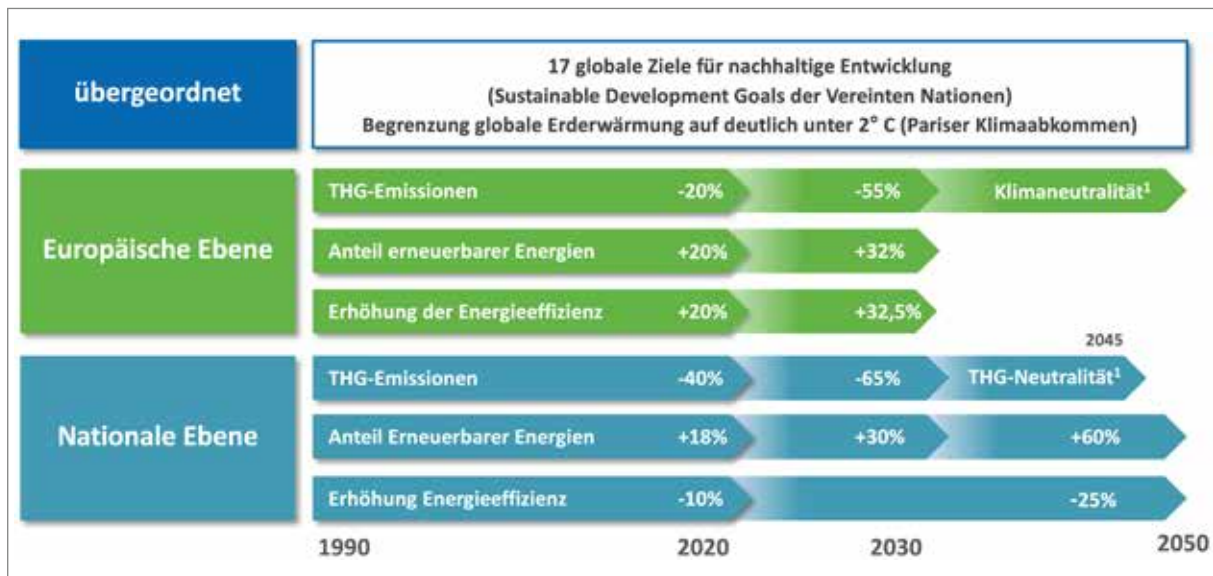 übergeordnet
17 globale Ziele für nachhaltige Entwicklung
(Sustainable Development Goals der Vereinten Nationen)
Begrenzung globale Erderwärmung auf deutlich unter 2° C (Pariser Klimaabkommen)
Europäische Ebene
THG-Emissionen -20% -55% Klimaneutralität¹
Anteil erneuerbarer Energien +20% +32%
Erhöhung der Energieeffizienz +20% +32,5%
Nationale Ebene
2045
THG-Emissionen -40% -65% THG-Neutralität¹
Anteil Erneuerbarer Energien +18% +30% +60%
Erhöhung Energieeffizienz -10% -25%
1990 2020 2030 2050